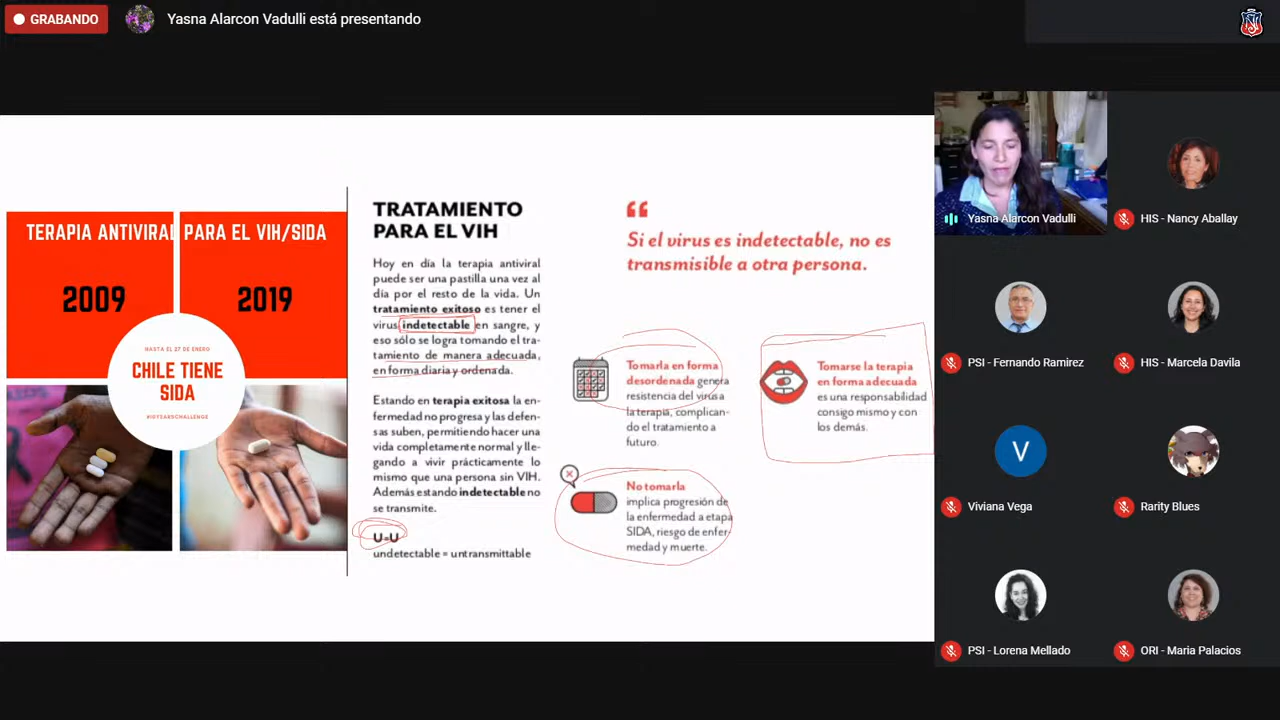 GRABANDO
Yasna Alarcon Vadulli está presentando
TERAPIA ANTIVIRAL PARA EL VIH/SIDA
2009
2019
HASTA EL 27 DE ENERO
CHILE TIENE
SIDA
TRATAMIENTO
PARA EL VIH
Hoy en día la terapia antiviral
puede ser una pastilla una vez al
día por el resto de la vida. Un
tratamiento exitoso es tener el
virus indetectable en sangre, y
eso sólo se logra tomando el tra-
tamiento de manera adecuada,
en forma diaria y ordenada.
Estando en terapia exitosa la en-
fermedad no progresa y las defen-
sas suben, permitiendo hacer una
vida completamente normal y lle-
gando a vivir prácticamente lo
mismo que una persona sin VIH.
Además estando indetectable no
se transmite.
U=U
undetectable = untransmittable
“
Si el virus es indetectable, no es
transmisible a otra persona.
Tomarla en forma
desordenada genera
resistencia del virus a
la terapia, complican-
do el tratamiento a
futuro.
Tomarse la terapia
en forma adecuada
es una responsabilidad
consigo mismo y con
los demás.
No tomarla
implica progresión de
la enfermedad a etapa
SIDA, riesgo de enfer-
medad y muerte.
Yasna Alarcon Vadulli
HIS - Nancy Aballay
PSI - Fernando Ramirez
HIS - Marcela Davila
V
Viviana Vega
Rarity Blues
PSI - Lorena Mellado
ORI - Maria Palacios